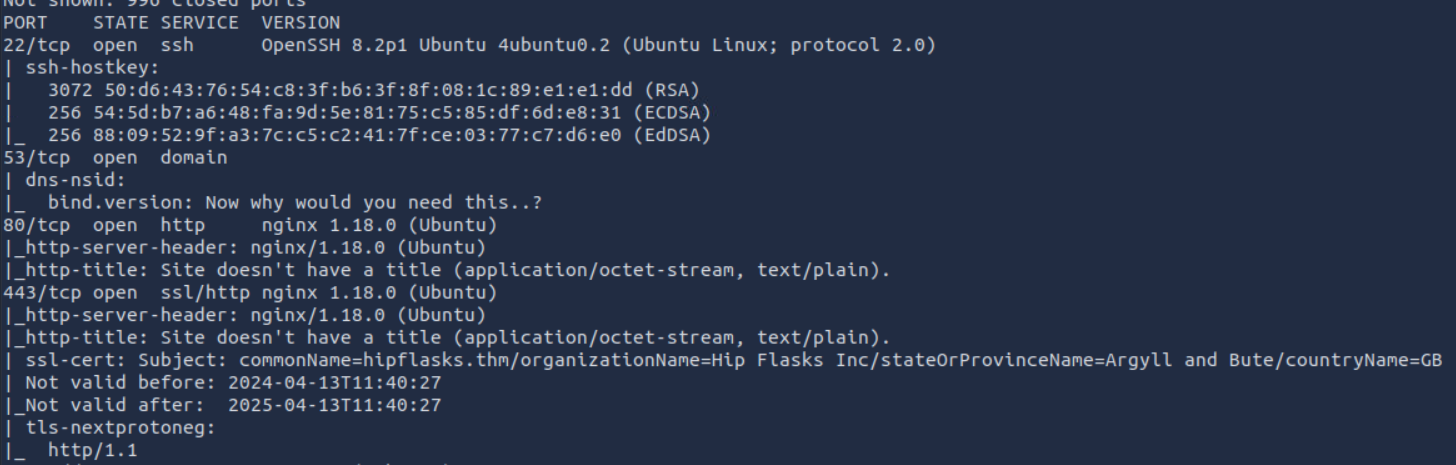 Not shown: 996 closed ports
PORT    STATE SERVICE  VERSION
22/tcp  open  ssh      OpenSSH 8.2p1 Ubuntu 4ubuntu0.2 (Ubuntu Linux; protocol 2.0)
| ssh-hostkey:
|   3072 50:d6:43:76:54:c8:3f:b6:3f:8f:08:1c:89:e1:e1:dd (RSA)
|   256 54:5d:b7:a6:48:fa:9d:5e:81:75:c5:85:df:6d:e8:31 (ECDSA)
|_  256 88:09:52:9f:a3:7c:c5:c2:41:7f:ce:03:77:c7:d6:e0 (EdDSA)
53/tcp  open  domain
| dns-nsid:
|_  bind.version: Now why would you need this..?
80/tcp  open  http     nginx 1.18.0 (Ubuntu)
|_http-server-header: nginx/1.18.0 (Ubuntu)
|_http-title: Site doesn't have a title (application/octet-stream, text/plain).
443/tcp open  ssl/http nginx 1.18.0 (Ubuntu)
|_http-server-header: nginx/1.18.0 (Ubuntu)
|_http-title: Site doesn't have a title (application/octet-stream, text/plain).
| ssl-cert: Subject: commonName=hipflasks.thm/organizationName=Hip Flasks Inc/stateOrProvinceName=Argyll and Bute/countryName=GB
| Not valid before: 2024-04-13T11:40:27
|_Not valid after:  2025-04-13T11:40:27
| tls-nextprotoneg:
|_  http/1.1